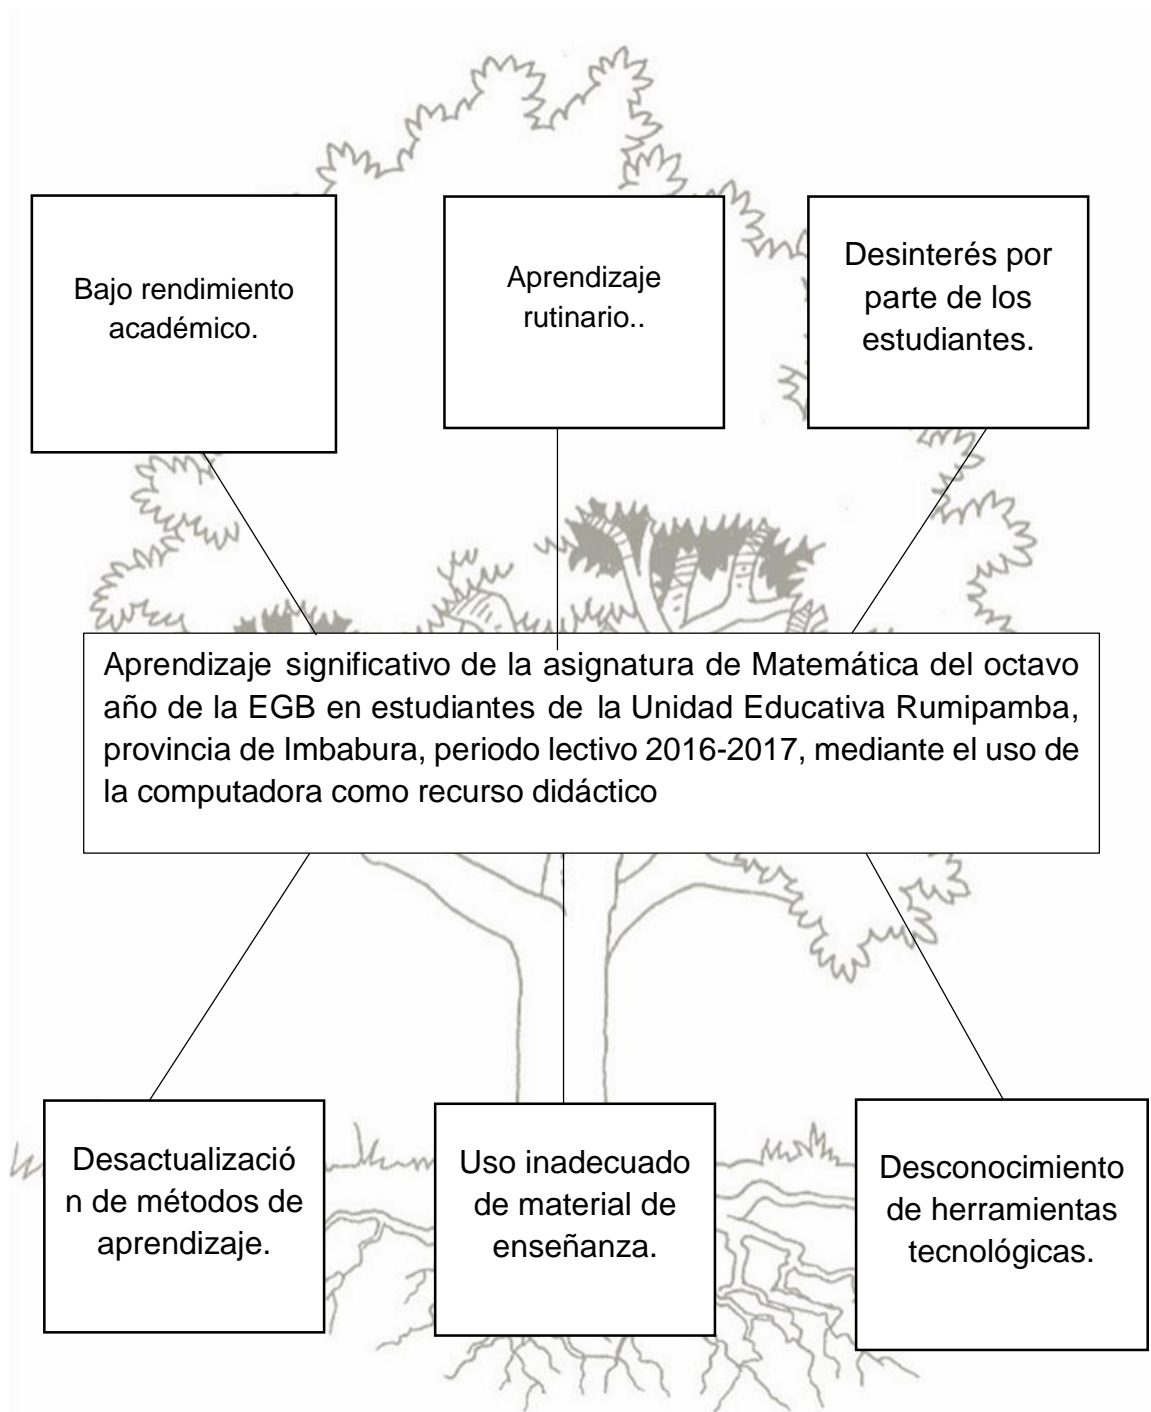 Bajo rendimiento
académico.
Aprendizaje
rutinario..
Desinterés por
parte de los
estudiantes.
Aprendizaje significativo de la asignatura de Matemática del octavo
año de la EGB en estudiantes de la Unidad Educativa Rumipamba,
provincia de Imbabura, periodo lectivo 2016-2017, mediante el uso de
la computadora como recurso didáctico
Desactualizació
n de métodos de
aprendizaje.
Uso inadecuado
de material de
enseñanza.
Desconocimiento
de herramientas
tecnológicas.